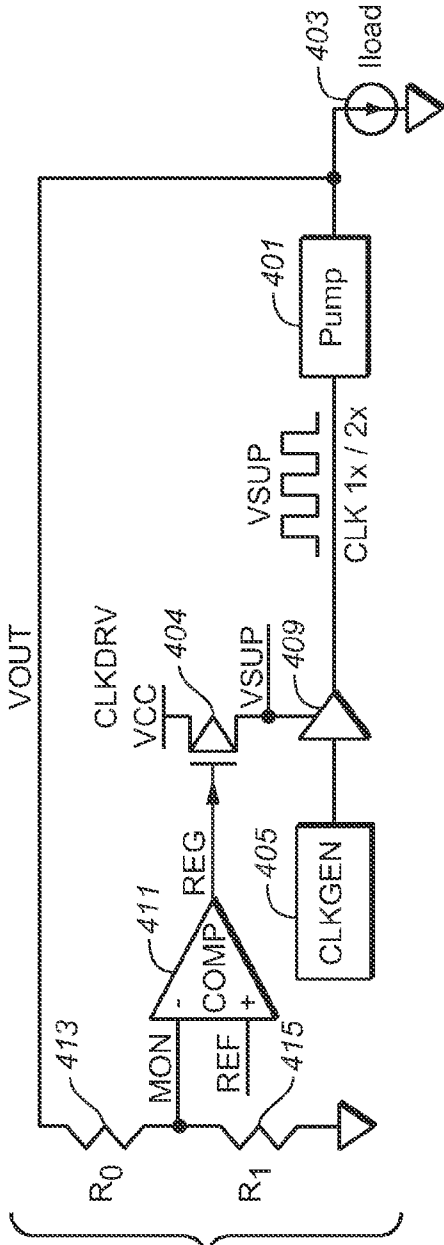 VOUT
R0
413
MON
REF
R1
415
411
-
COMP
+
REG
CLKDRV
VCC
404
VSUP
405
CLKGEN
409
VSUP
CLK 1x / 2x
401
Pump
403
Iload